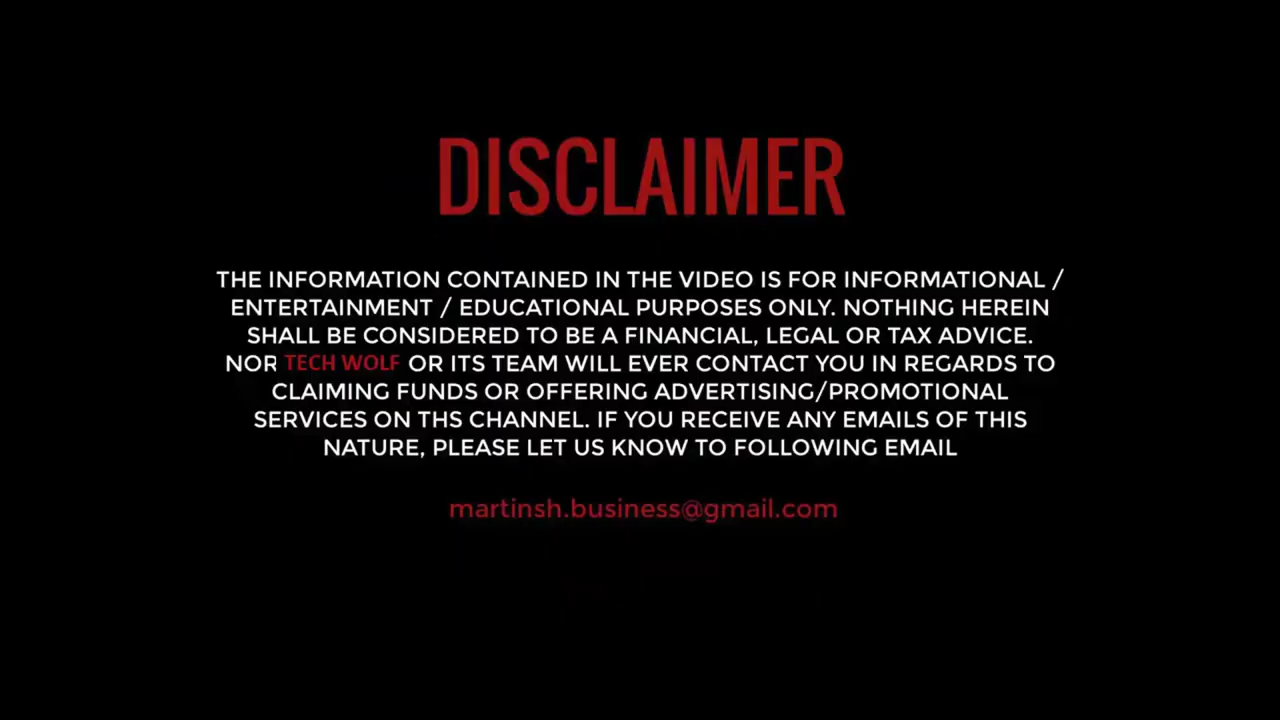 DISCLAIMER
THE INFORMATION CONTAINED IN THE VIDEO IS FOR INFORMATIONAL /
ENTERTAINMENT / EDUCATIONAL PURPOSES ONLY. NOTHING HEREIN
SHALL BE CONSIDERED TO BE A FINANCIAL, LEGAL OR TAX ADVICE.
NOR TECH WOLF OR ITS TEAM WILL EVER CONTACT YOU IN REGARDS TO
CLAIMING FUNDS OR OFFERING ADVERTISING/PROMOTIONAL
SERVICES ON THS CHANNEL. IF YOU RECEIVE ANY EMAILS OF THIS
NATURE, PLEASE LET US KNOW TO FOLLOWING EMAIL
martinsh.business@gmail.com